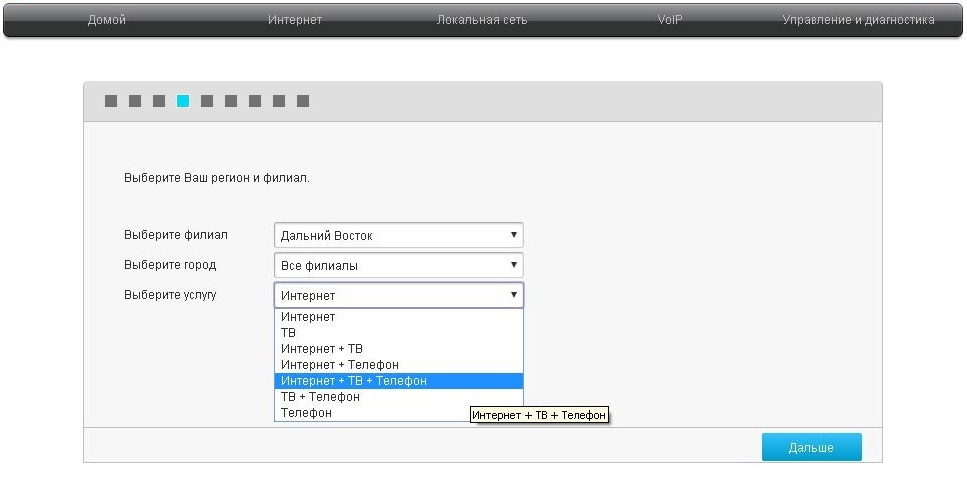 Домой Интернет Локальная сеть VoIP Управление и диагностика
Выберите Ваш регион и филиал.
Выберите филиал Дальний Восток
Выберите город Все филиалы
Выберите услугу Интернет
Интернет
ТВ
Интернет + ТВ
Интернет + Телефон
Интернет + ТВ + Телефон
ТВ + Телефон
Телефон
Интернет + ТВ + Телефон
Дальше